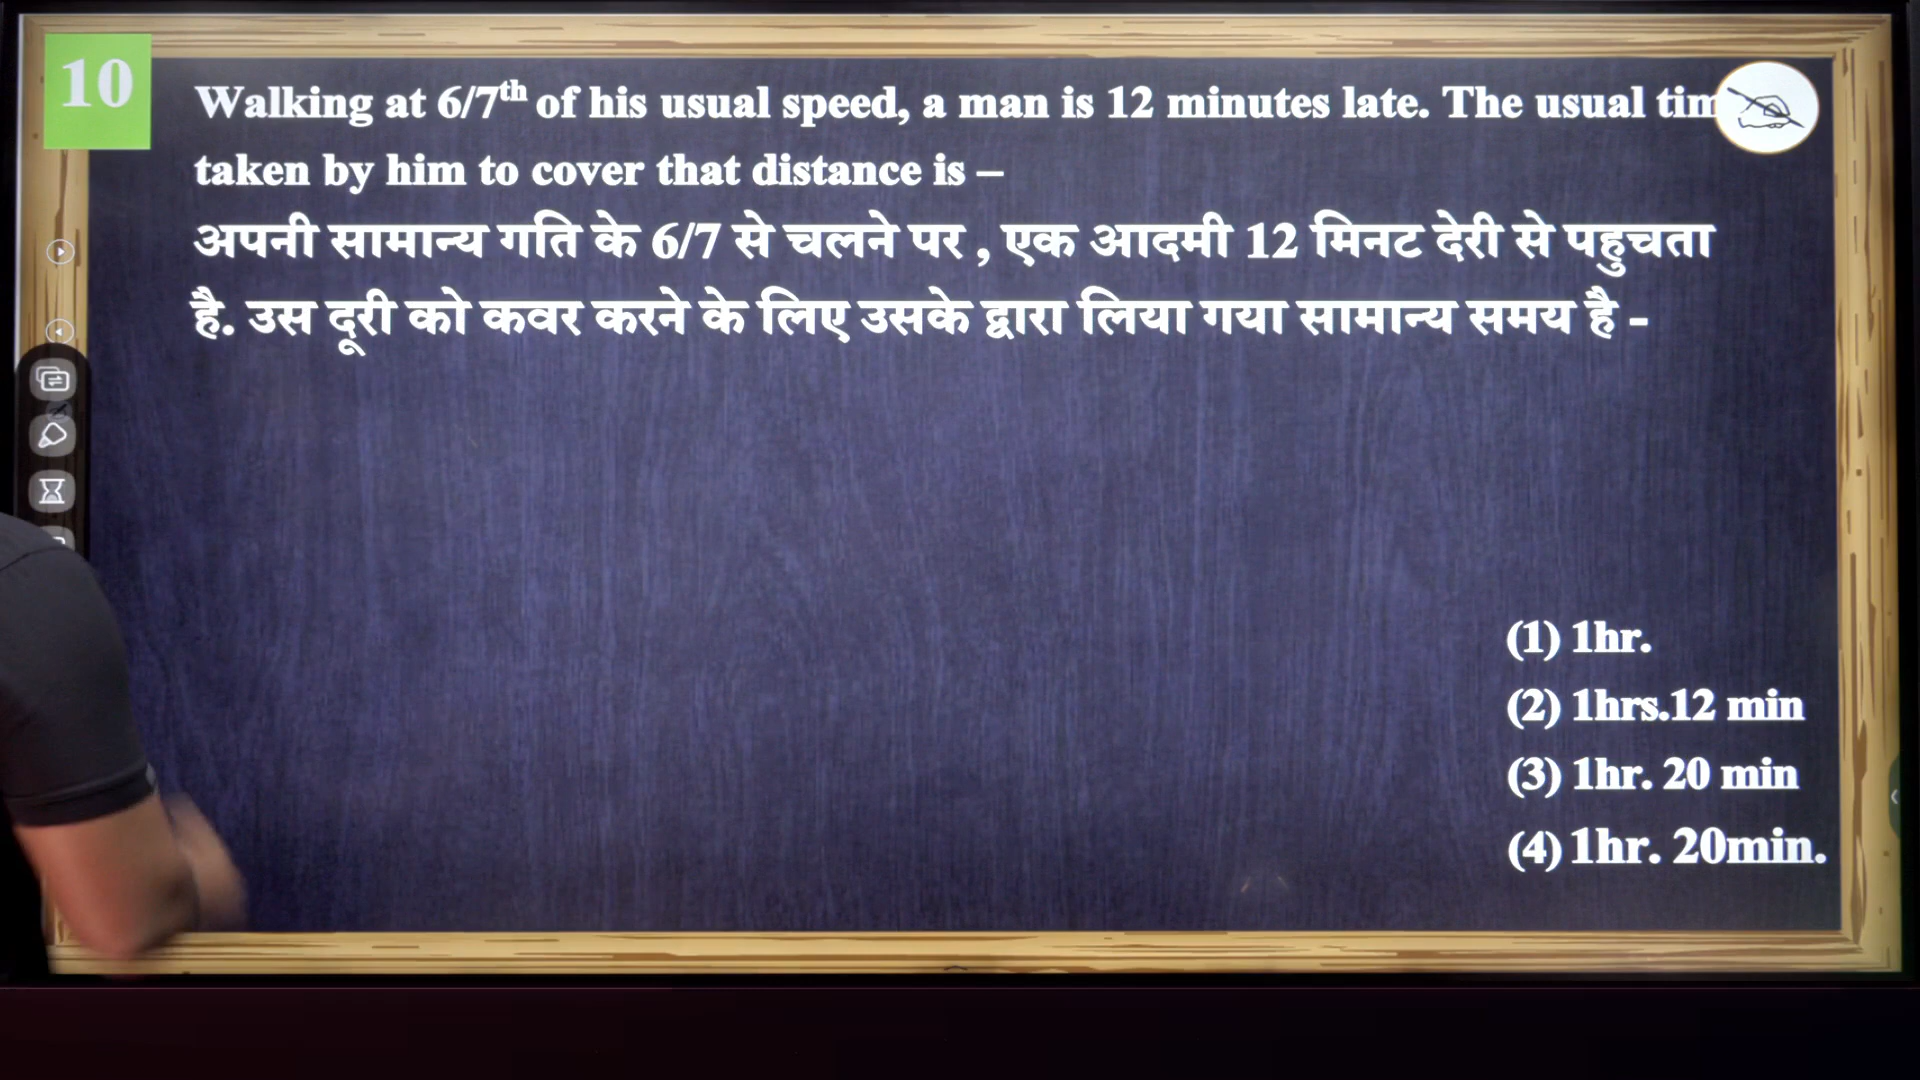 10
Walking at 6/7th of his usual speed, a man is 12 minutes late. The usual
taken by him to cover that distance is –
अपनी सामान्य गति के 6/7 से चलने पर , एक आदमी 12 मिनट देरी से पहुचता
है. उस दूरी को कवर करने के लिए उसके द्वारा लिया गया सामान्य समय है -
(1) 1hr.
(2) 1hrs.12 min
(3) 1hr. 20 min
(4) 1hr. 20min.